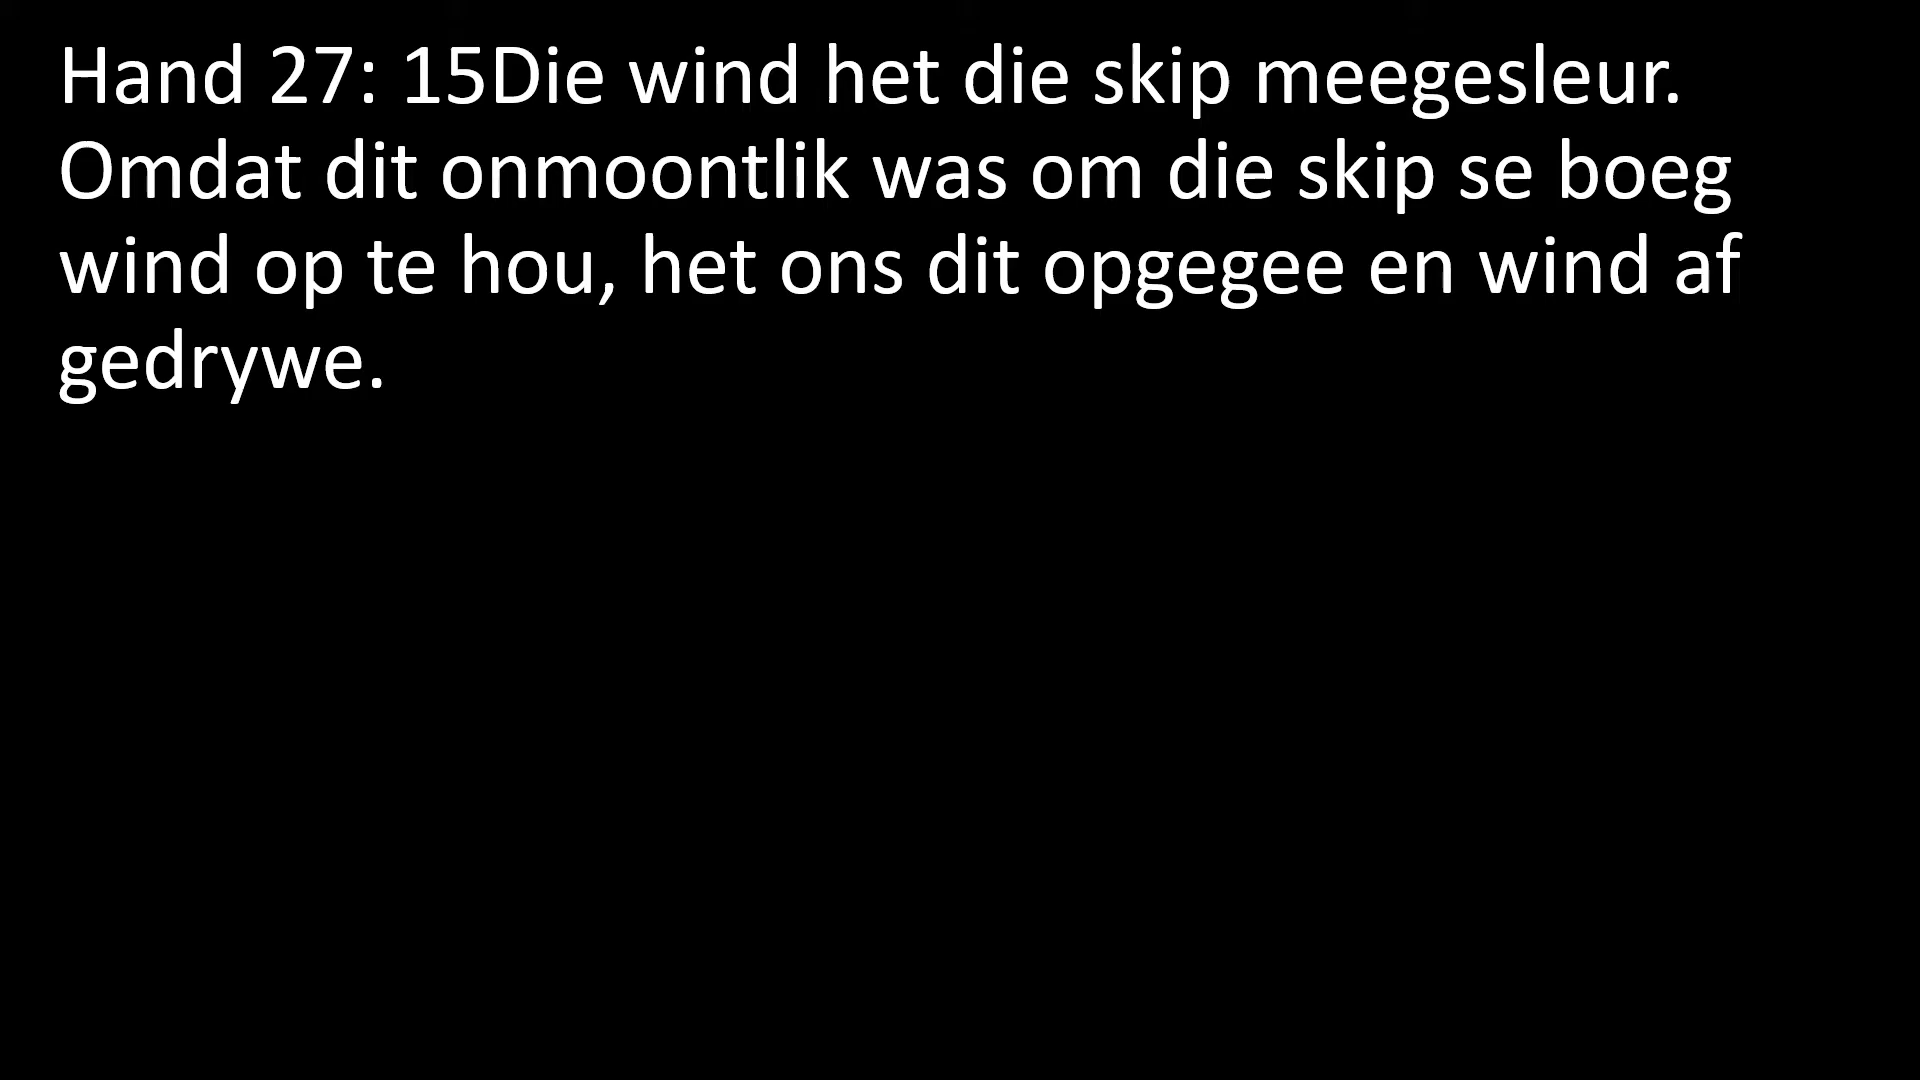 Hand 27: 15Die wind het die skip meegesleur.
Omdat dit onmoontlik was om die skip se boeg
wind op te hou, het ons dit opgegee en wind af
gedrywe.